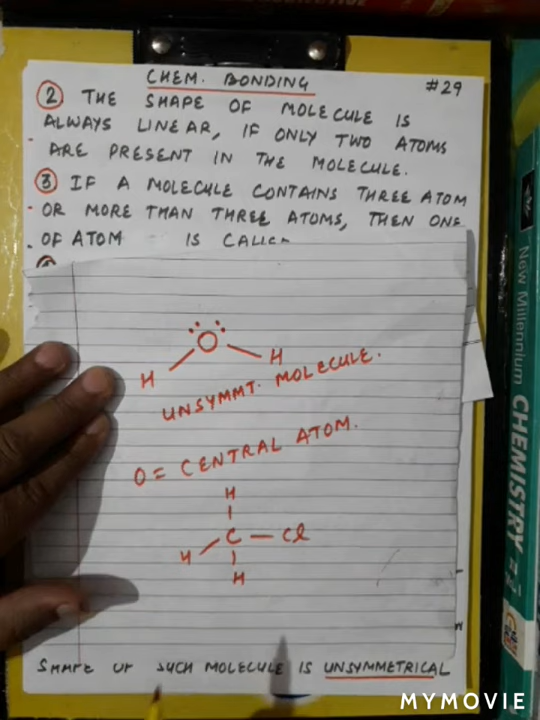 CHEM. BONDING
#29
② THE SHAPE OF MOLECULE IS
ALWAYS LINEAR, IF ONLY TWO ATOMS
ARE PRESENT IN THE MOLECULE.
③ IF A MOLECULE CONTAINS THREE ATOM
OR MORE THAN THREE ATOMS, THEN ONE
OF ATOM IS
O
H H
UNSYMMT. MOLECULE.
O = CENTRAL ATOM.
H
H C Cl
H
SUCH MOLECULE IS UNSYMMETRICAL
New Millennium CHEMISTRY
MYMOVIE